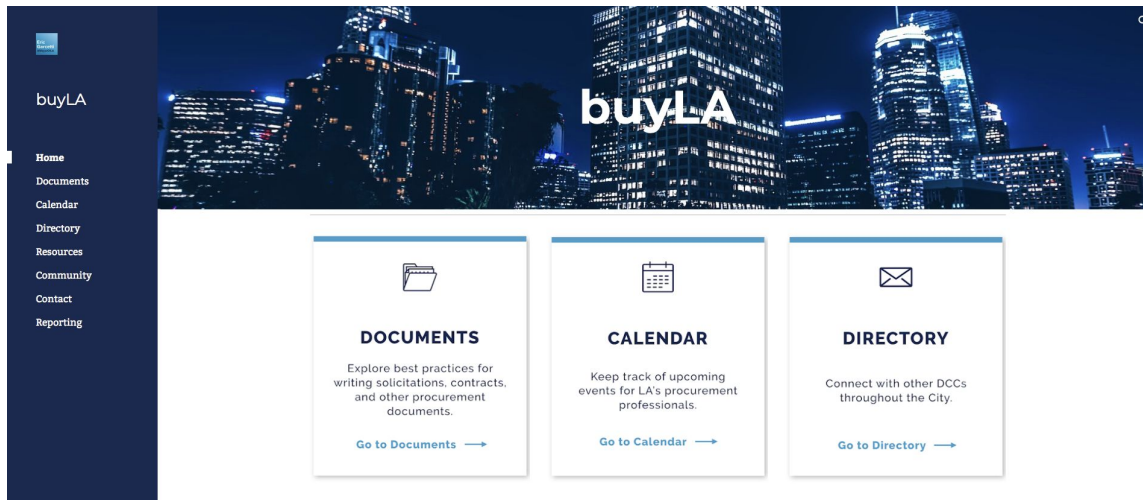 Eric
Garcetti
buyLA
Home
Documents
Calendar
Directory
Resources
Community
Contact
Reporting
buyLA
DOCUMENTS
Explore best practices for
writing solicitations, contracts,
and other procurement
documents.
Go to Documents
CALENDAR
Keep track of upcoming
events for LA's procurement
professionals.
Go to Calendar
DIRECTORY
Connect with other DCCs
throughout the City.
Go to Directory